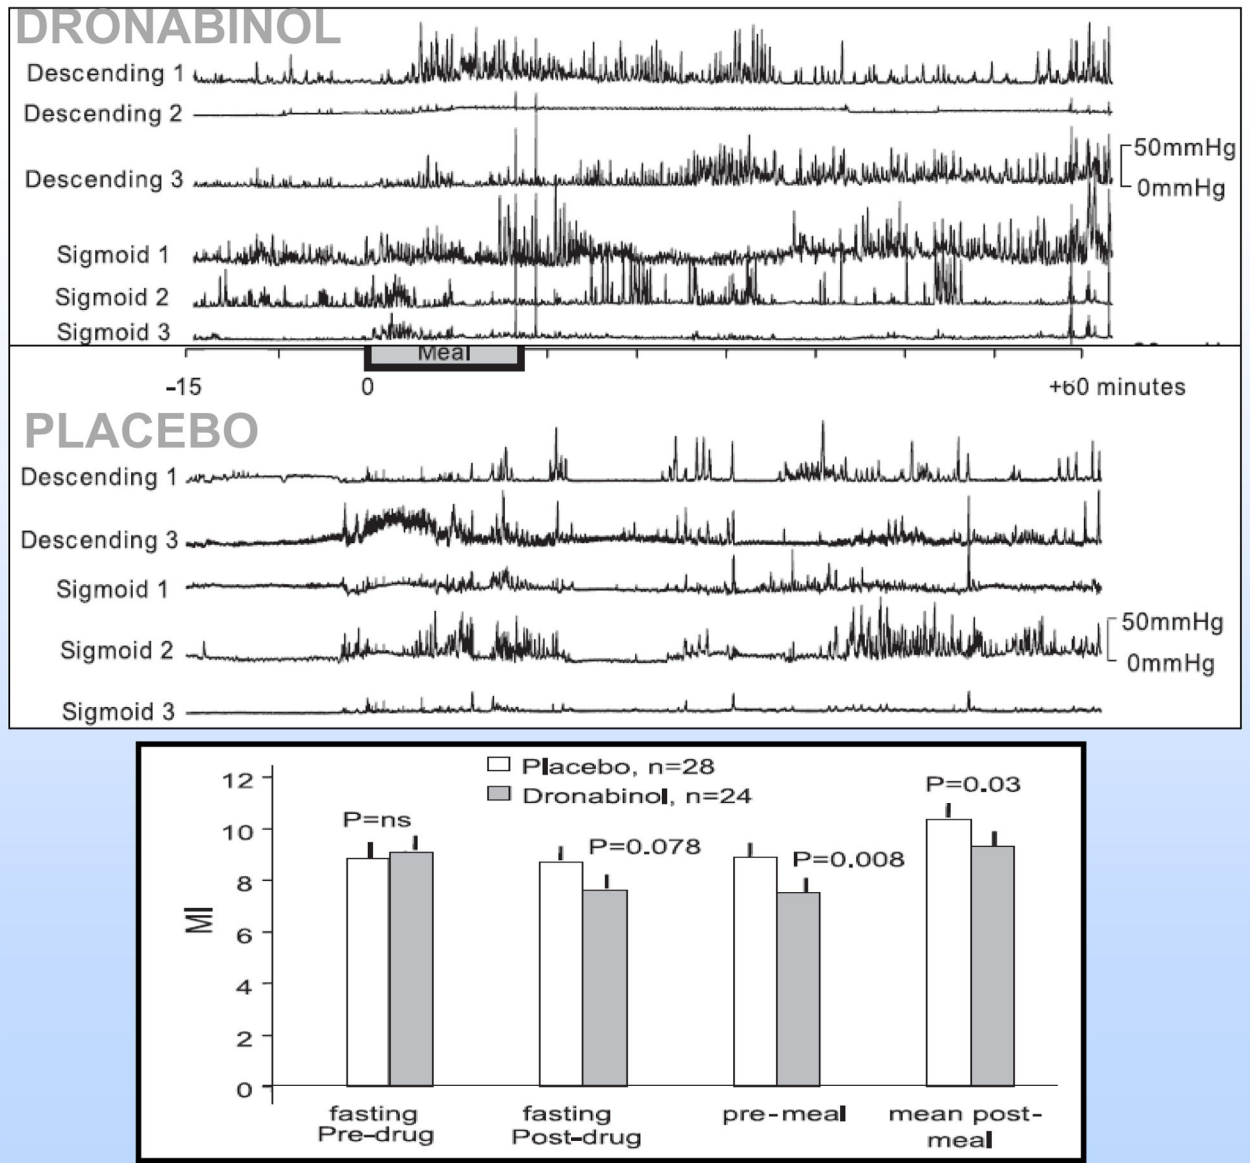 DRONABINOL
Descending 1
Descending 2
Descending 3
50mmHg
0mmHg
Sigmoid 1
Sigmoid 2
Sigmoid 3
Meal
-15
0
+60 minutes
PLACEBO
Descending 1
Descending 3
Sigmoid 1
Sigmoid 2
50mmHg
0mmHg
Sigmoid 3
Placebo, n=28
Dronabinol, n=24
MI
12
10
8
6
4
2
0
P=ns
P=0.078
P=0.008
P=0.03
fasting
Pre-drug
fasting
Post-drug
pre-meal
mean post-
meal